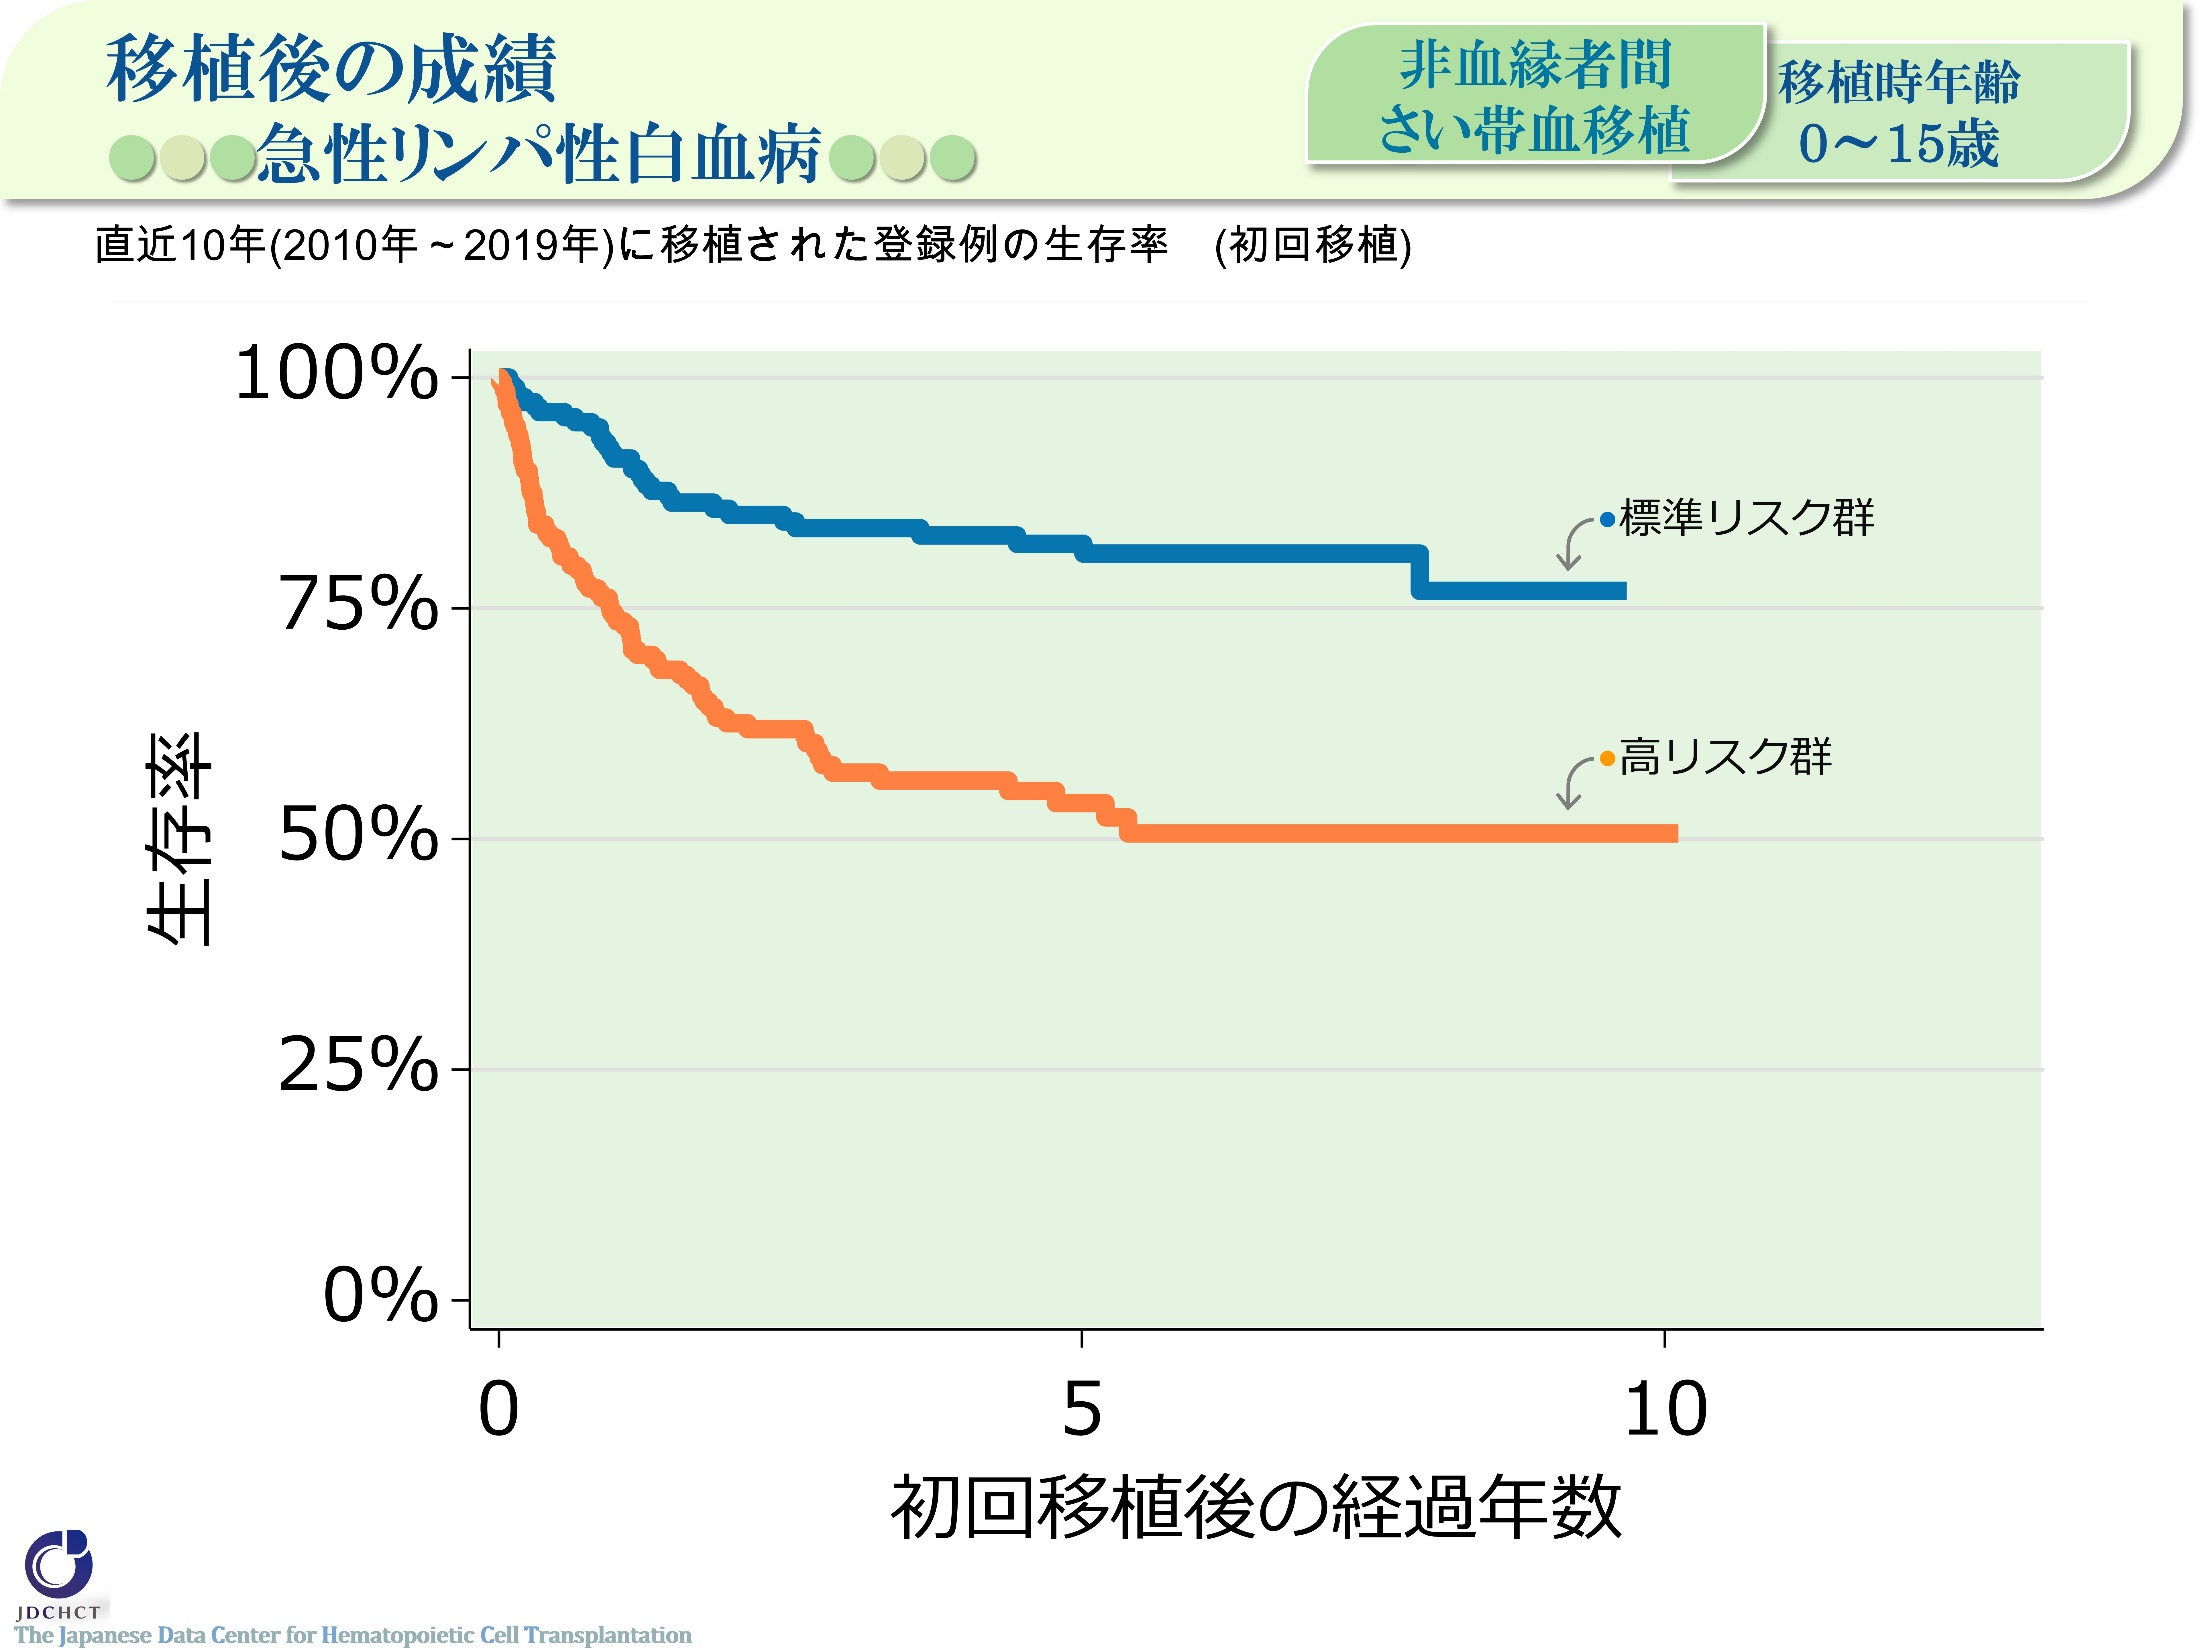 移植後の成績
急性リンパ性白血病
非血縁者間
さい帯血移植
移植時年齢
0～15歳
直近10年(2010年～2019年)に移植された登録例の生存率　(初回移植)
100%
75%
50%
25%
0%
生存率
標準リスク群
高リスク群
0
5
10
初回移植後の経過年数
JDCHCT
The Japanese Data Center for Hematopoietic Cell Transplantation